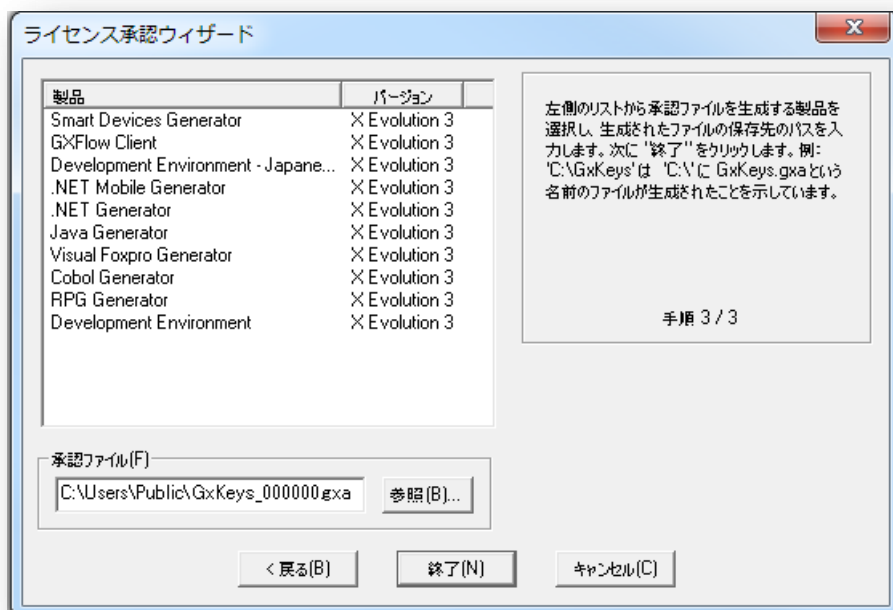 ライセンス承認ウィザード
製品 バージョン
Smart Devices Generator X Evolution 3
GXFlow Client X Evolution 3
Development Environment - Japane... X Evolution 3
.NET Mobile Generator X Evolution 3
.NET Generator X Evolution 3
Java Generator X Evolution 3
Visual Foxpro Generator X Evolution 3
Cobol Generator X Evolution 3
RPG Generator X Evolution 3
Development Environment X Evolution 3
左側のリストから承認ファイルを生成する製品を
選択し、生成されたファイルの保存先のパスを入
力します。次に "終了" をクリックします。例:
'C:\GxKeys' は 'C:\' に GxKeys.gxa という
名前のファイルが生成されたことを示しています。
手順 3 / 3
承認ファイル(F)
C:\Users\Public\GxKeys_000000.gxa 参照(B)...
< 戻る(B) 終了(N) キャンセル(C)